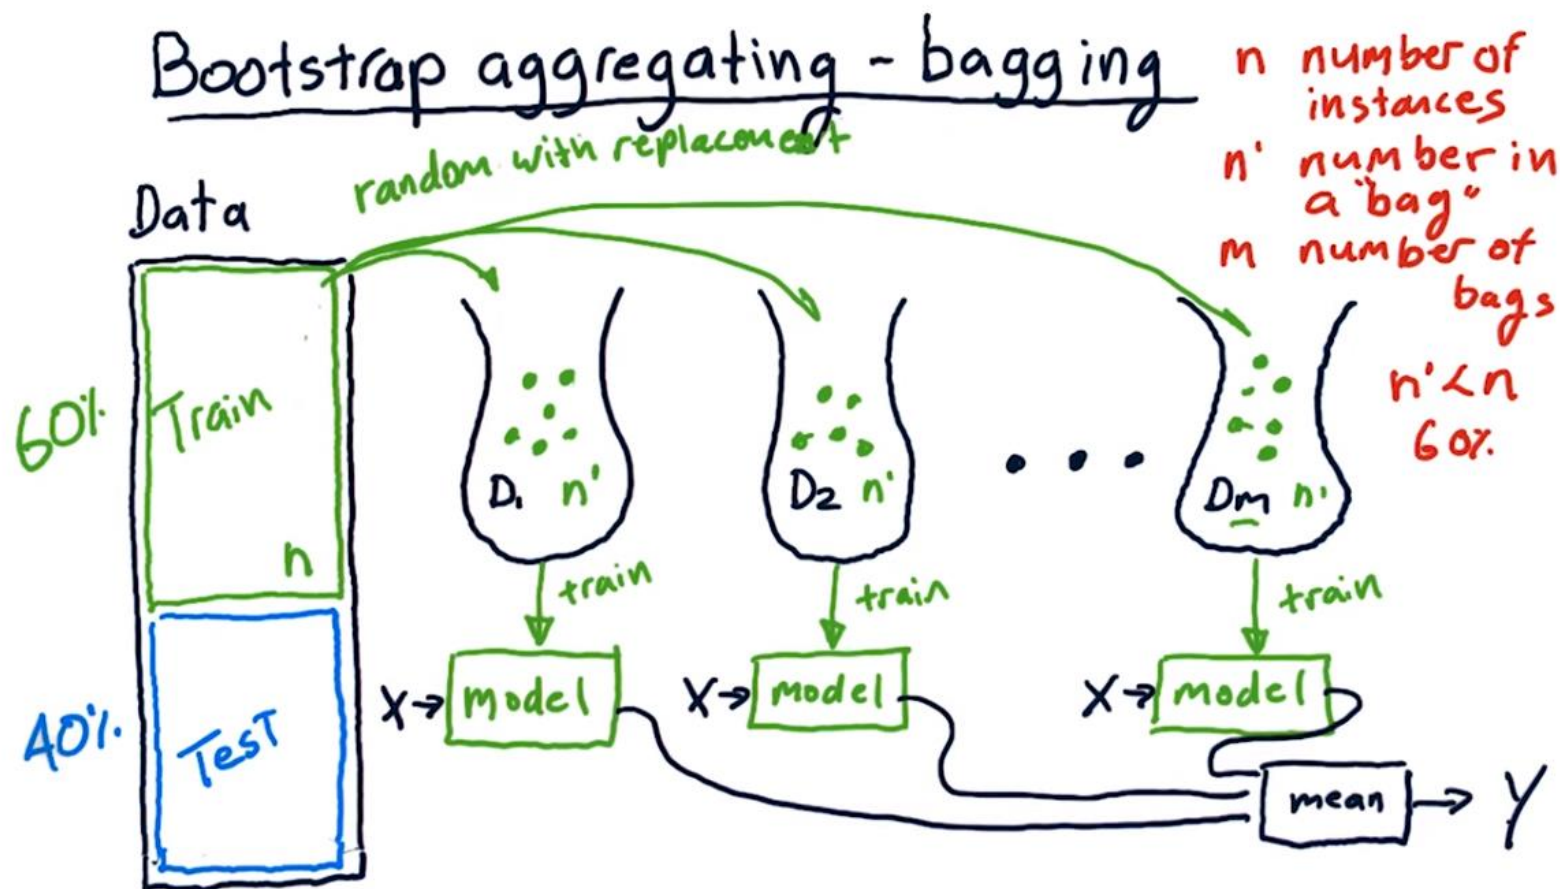 Bootstrap aggregating - bagging
random with replacement
n number of
instances
n' number in
a "bag"
m number of
bags
n' < n
60%
Data
60%
Train
n
40%
Test
D1 n'
D2 n'
Dm n'
train
train
train
X→ model
X→ model
X→ model
mean → Y